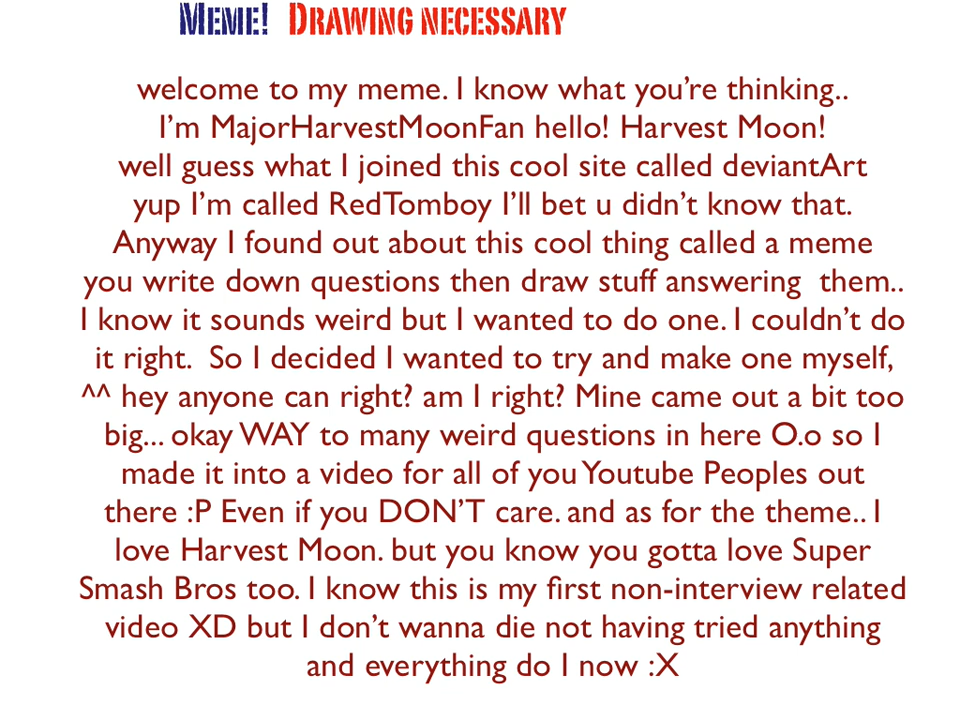 Meme! Drawing necessary
welcome to my meme. I know what you're thinking..
I'm MajorHarvestMoonFan hello! Harvest Moon!
well guess what I joined this cool site called deviantArt
yup I'm called RedTomboy I'll bet u didn't know that.
Anyway I found out about this cool thing called a meme
you write down questions then draw stuff answering them..
I know it sounds weird but I wanted to do one. I couldn't do
it right. So I decided I wanted to try and make one myself,
^^ hey anyone can right? am I right? Mine came out a bit too
big... okay WAY to many weird questions in here O.o so I
made it into a video for all of you Youtube Peoples out
there :P Even if you DON'T care. and as for the theme.. I
love Harvest Moon. but you know you gotta love Super
Smash Bros too. I know this is my first non-interview related
video XD but I don't wanna die not having tried anything
and everything do I now :X